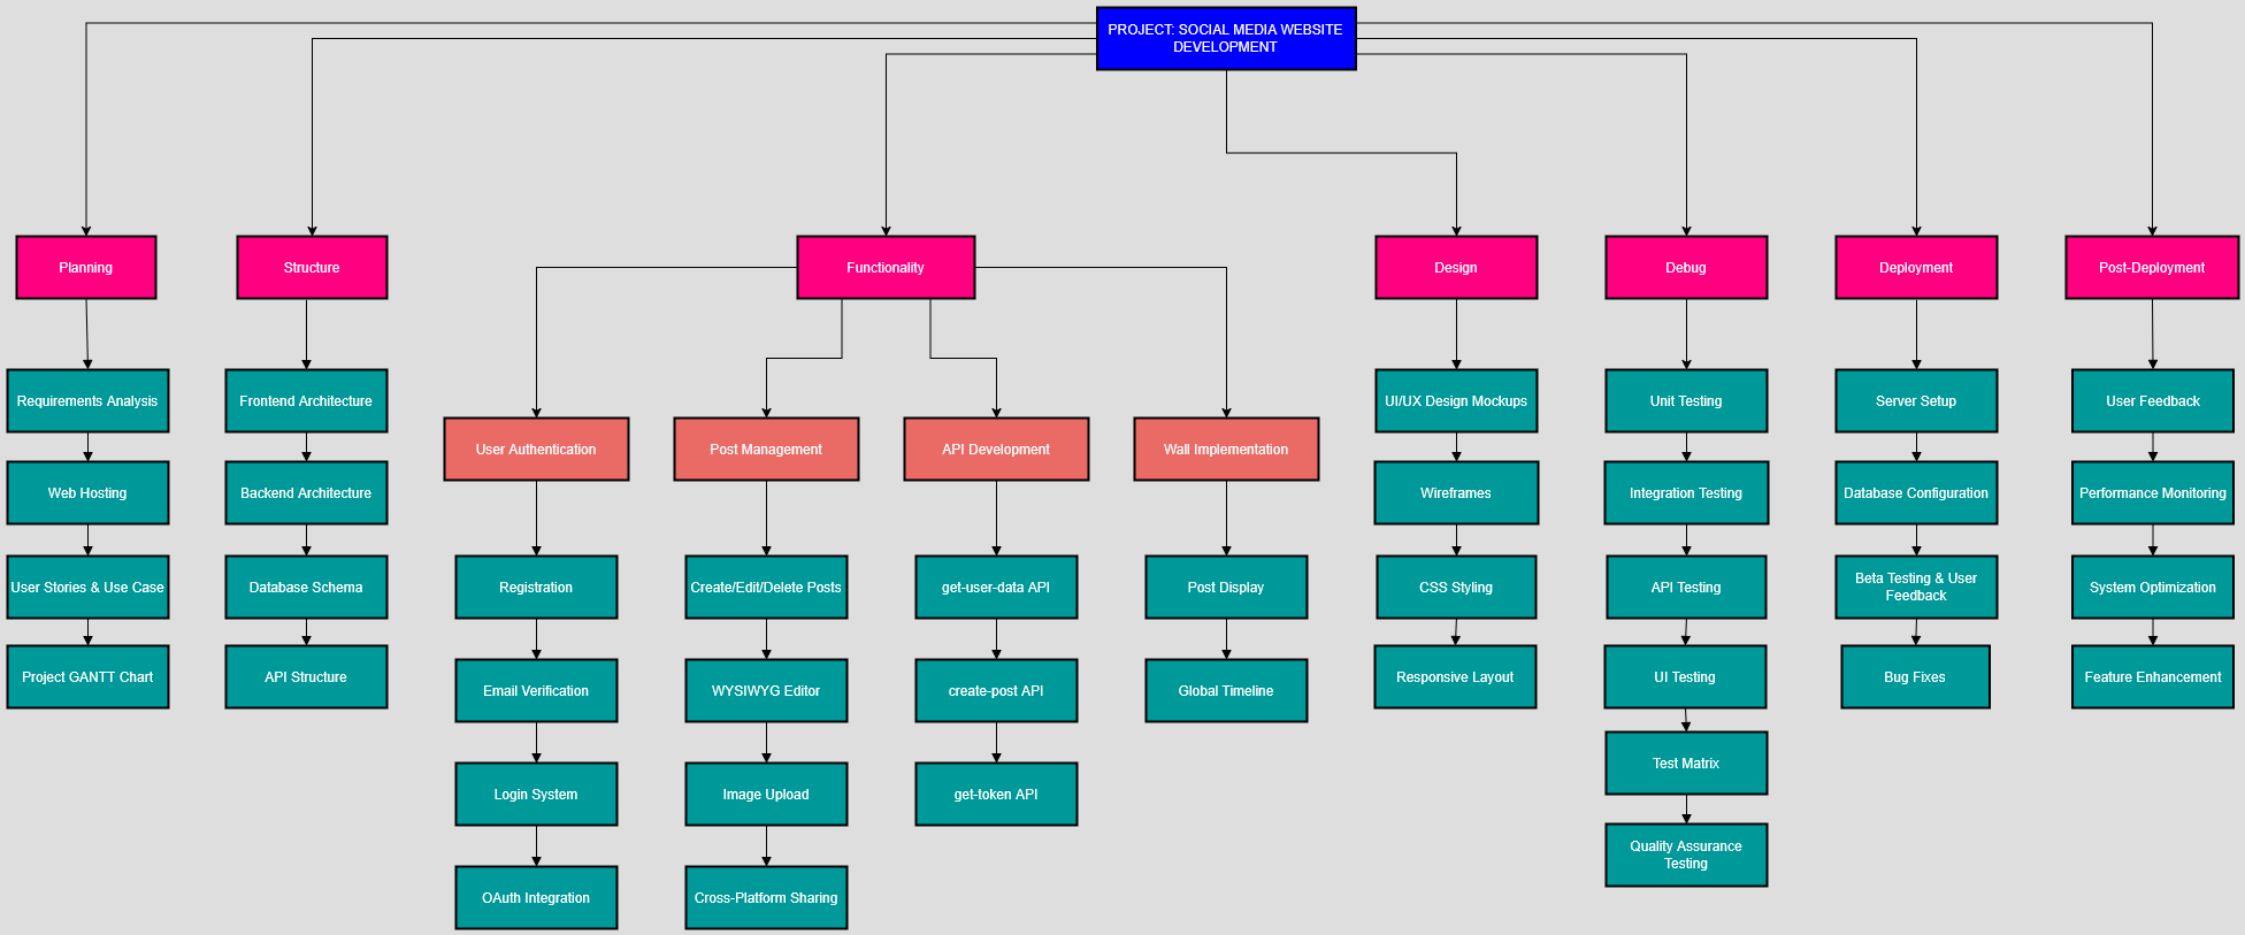 PROJECT: SOCIAL MEDIA WEBSITE
DEVELOPMENT
Planning
Structure
Functionality
Design
Debug
Deployment
Post-Deployment
Requirements Analysis
Frontend Architecture
UI/UX Design Mockups
Unit Testing
Server Setup
User Feedback
User Authentication
Post Management
API Development
Wall Implementation
Web Hosting
Backend Architecture
Wireframes
Integration Testing
Database Configuration
Performance Monitoring
User Stories & Use Case
Database Schema
Registration
Create/Edit/Delete Posts
get-user-data API
Post Display
CSS Styling
API Testing
Beta Testing & User
Feedback
System Optimization
Project GANTT Chart
API Structure
Email Verification
WYSIWYG Editor
create-post API
Global Timeline
Responsive Layout
UI Testing
Bug Fixes
Feature Enhancement
Login System
Image Upload
get-token API
Test Matrix
Quality Assurance
Testing
OAuth Integration
Cross-Platform Sharing